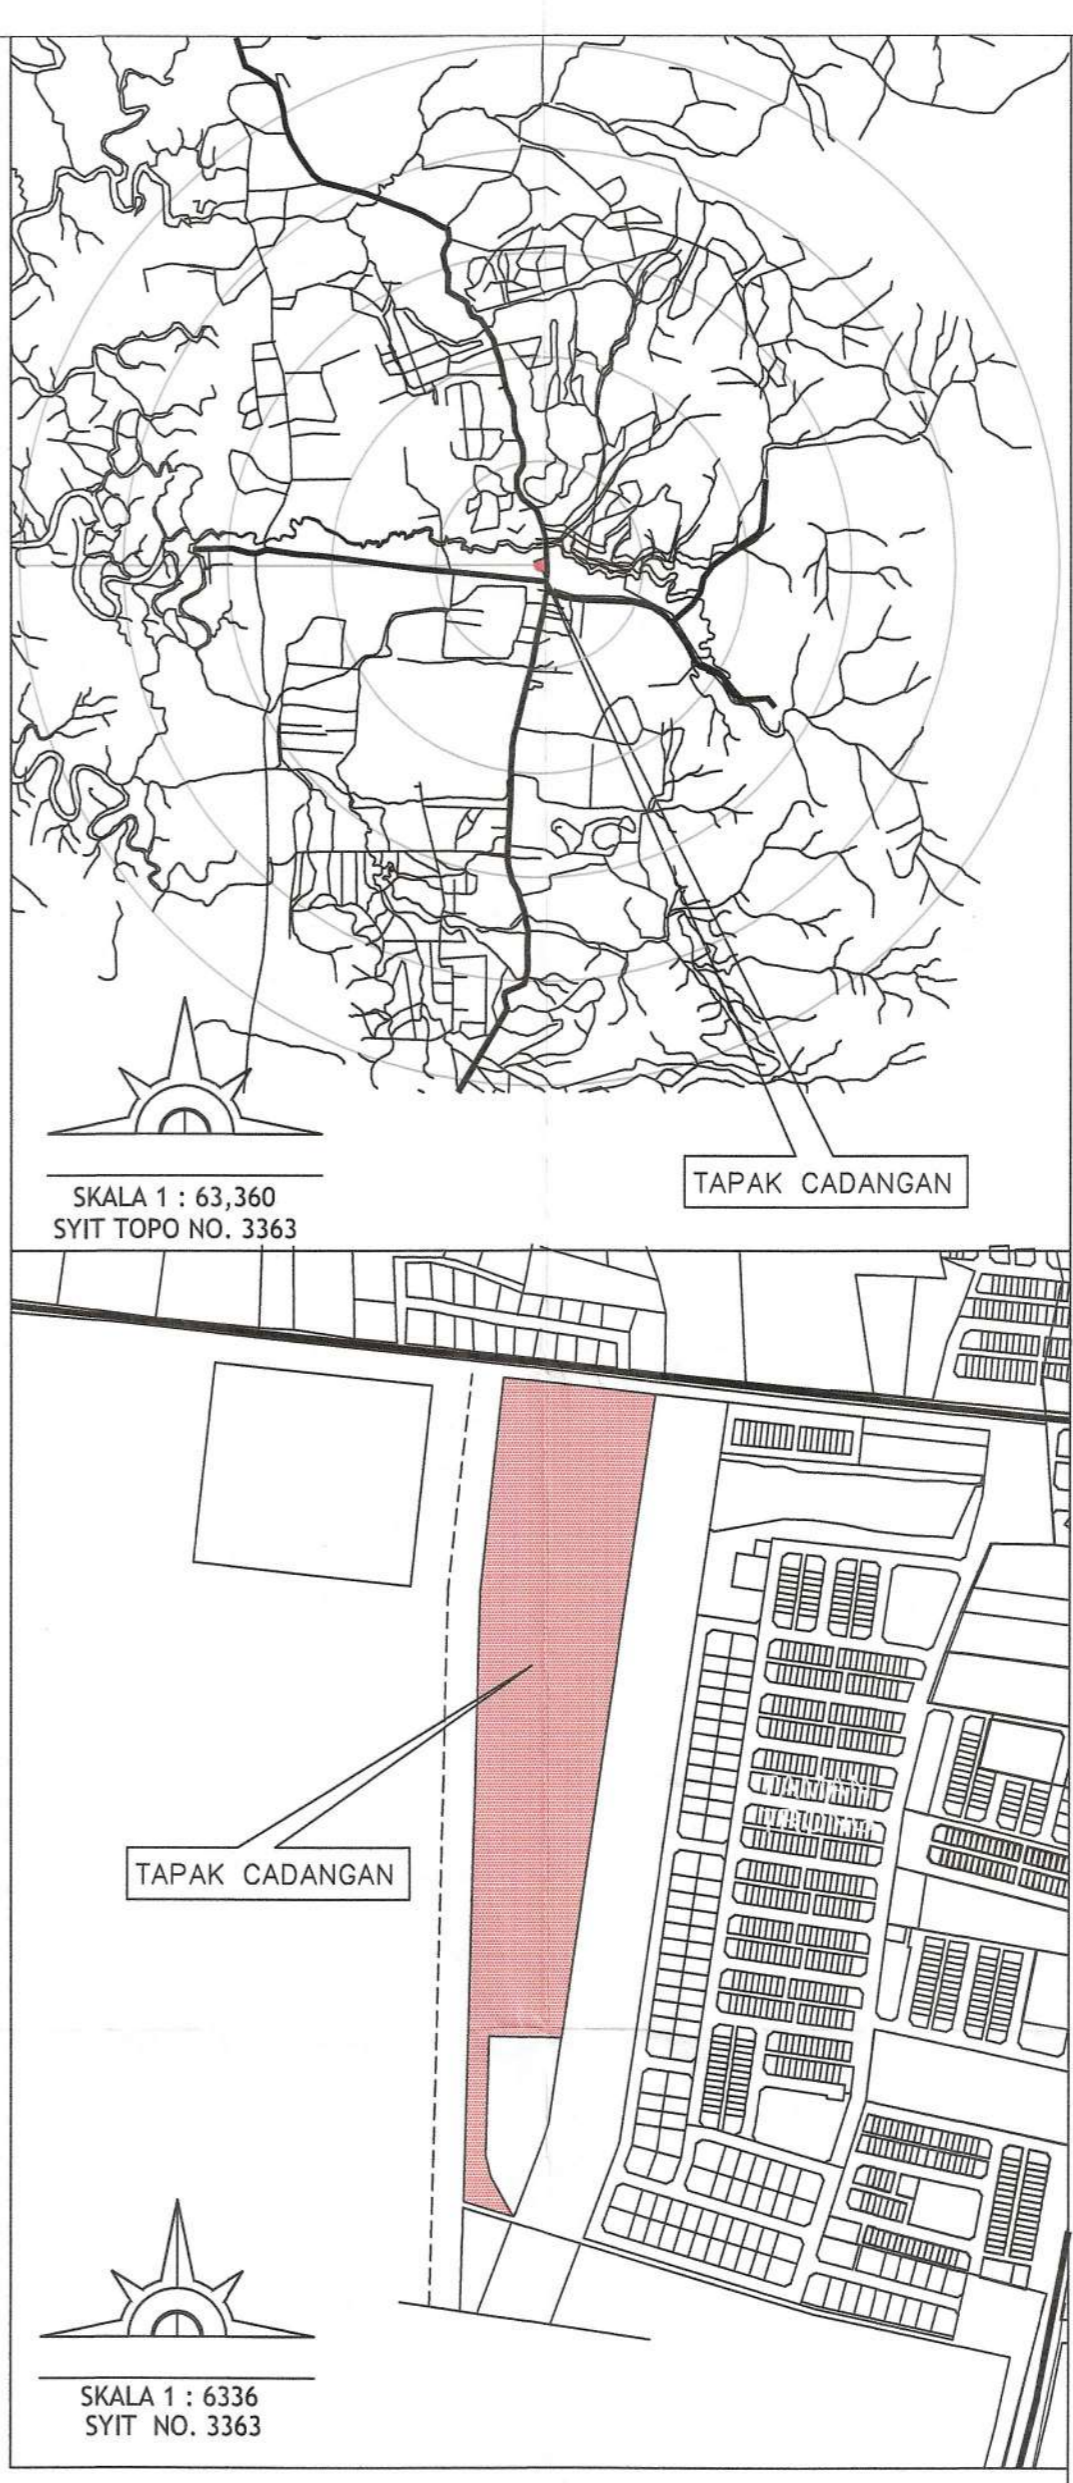 SKALA 1 : 63,360
SYIT TOPO NO. 3363
TAPAK CADANGAN
TAPAK CADANGAN
SKALA 1 : 6336
SYIT NO. 3363